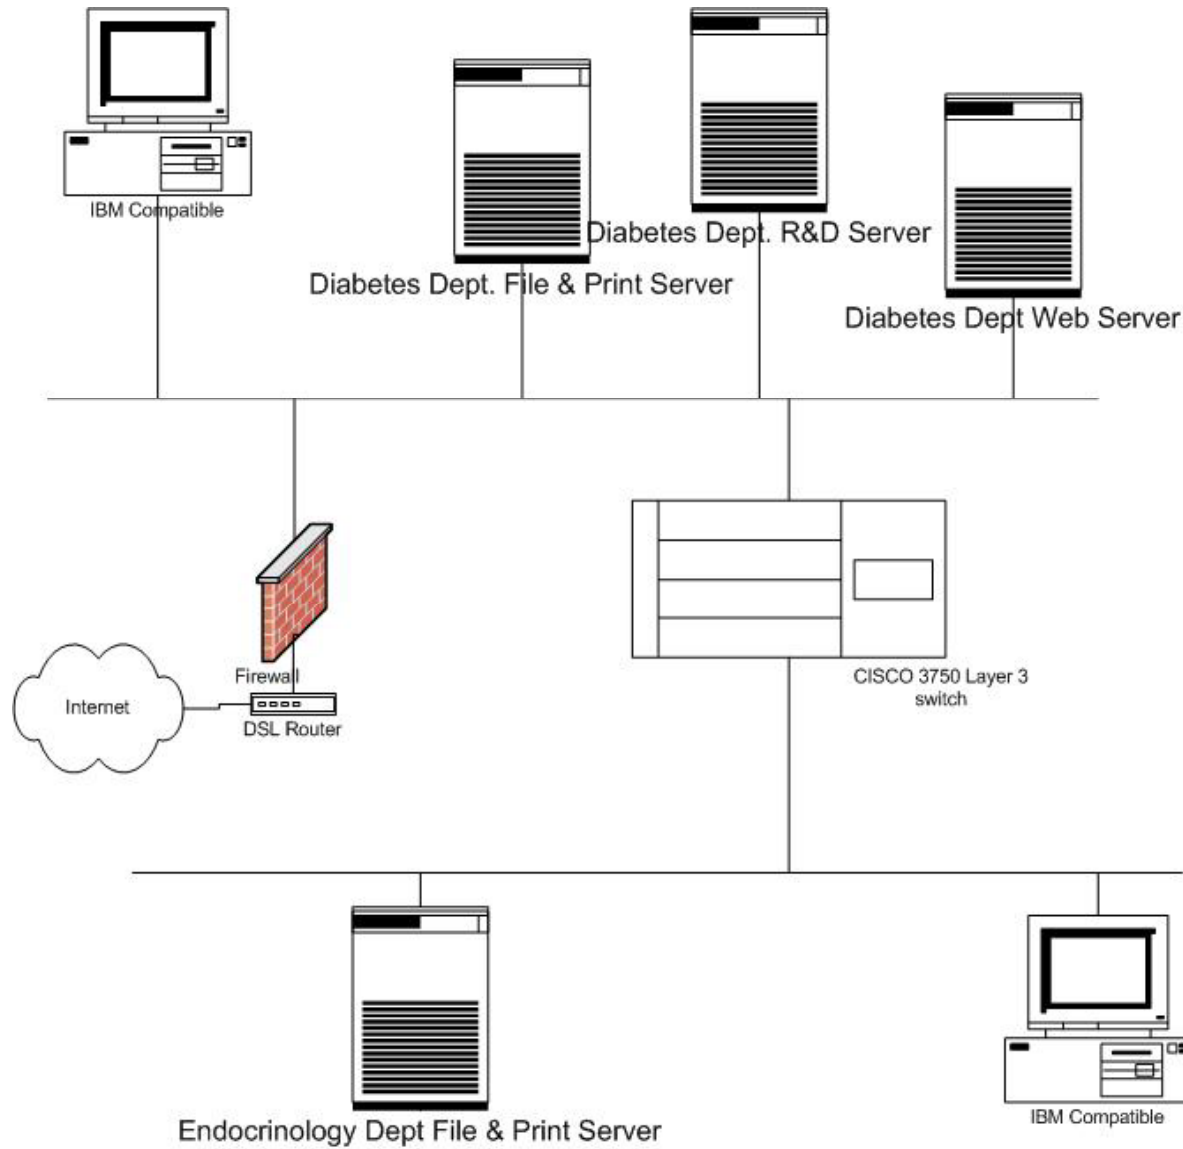 IBM Compatible
Diabetes Dept. R&D Server
Diabetes Dept. File & Print Server
Diabetes Dept Web Server
Firewall
CISCO 3750 Layer 3
switch
Internet
DSL Router
Endocrinology Dept File & Print Server
IBM Compatible